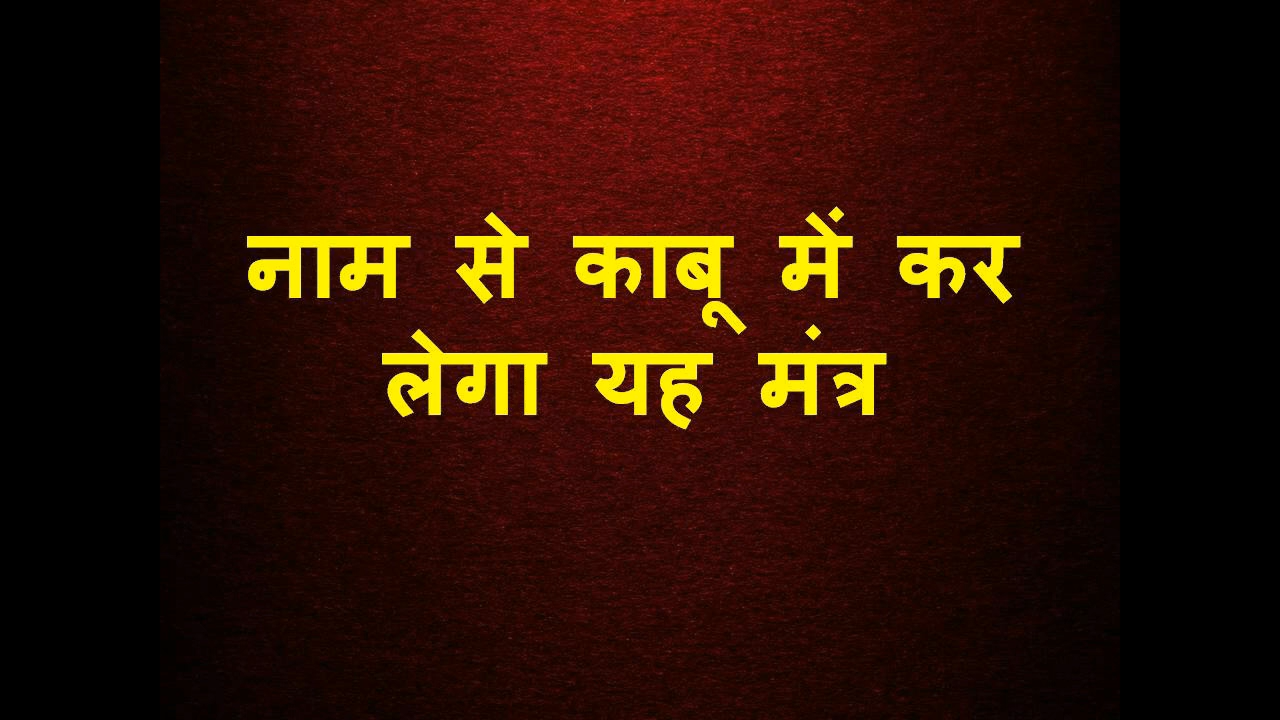 नाम से काबू में कर
लेगा यह मंत्र